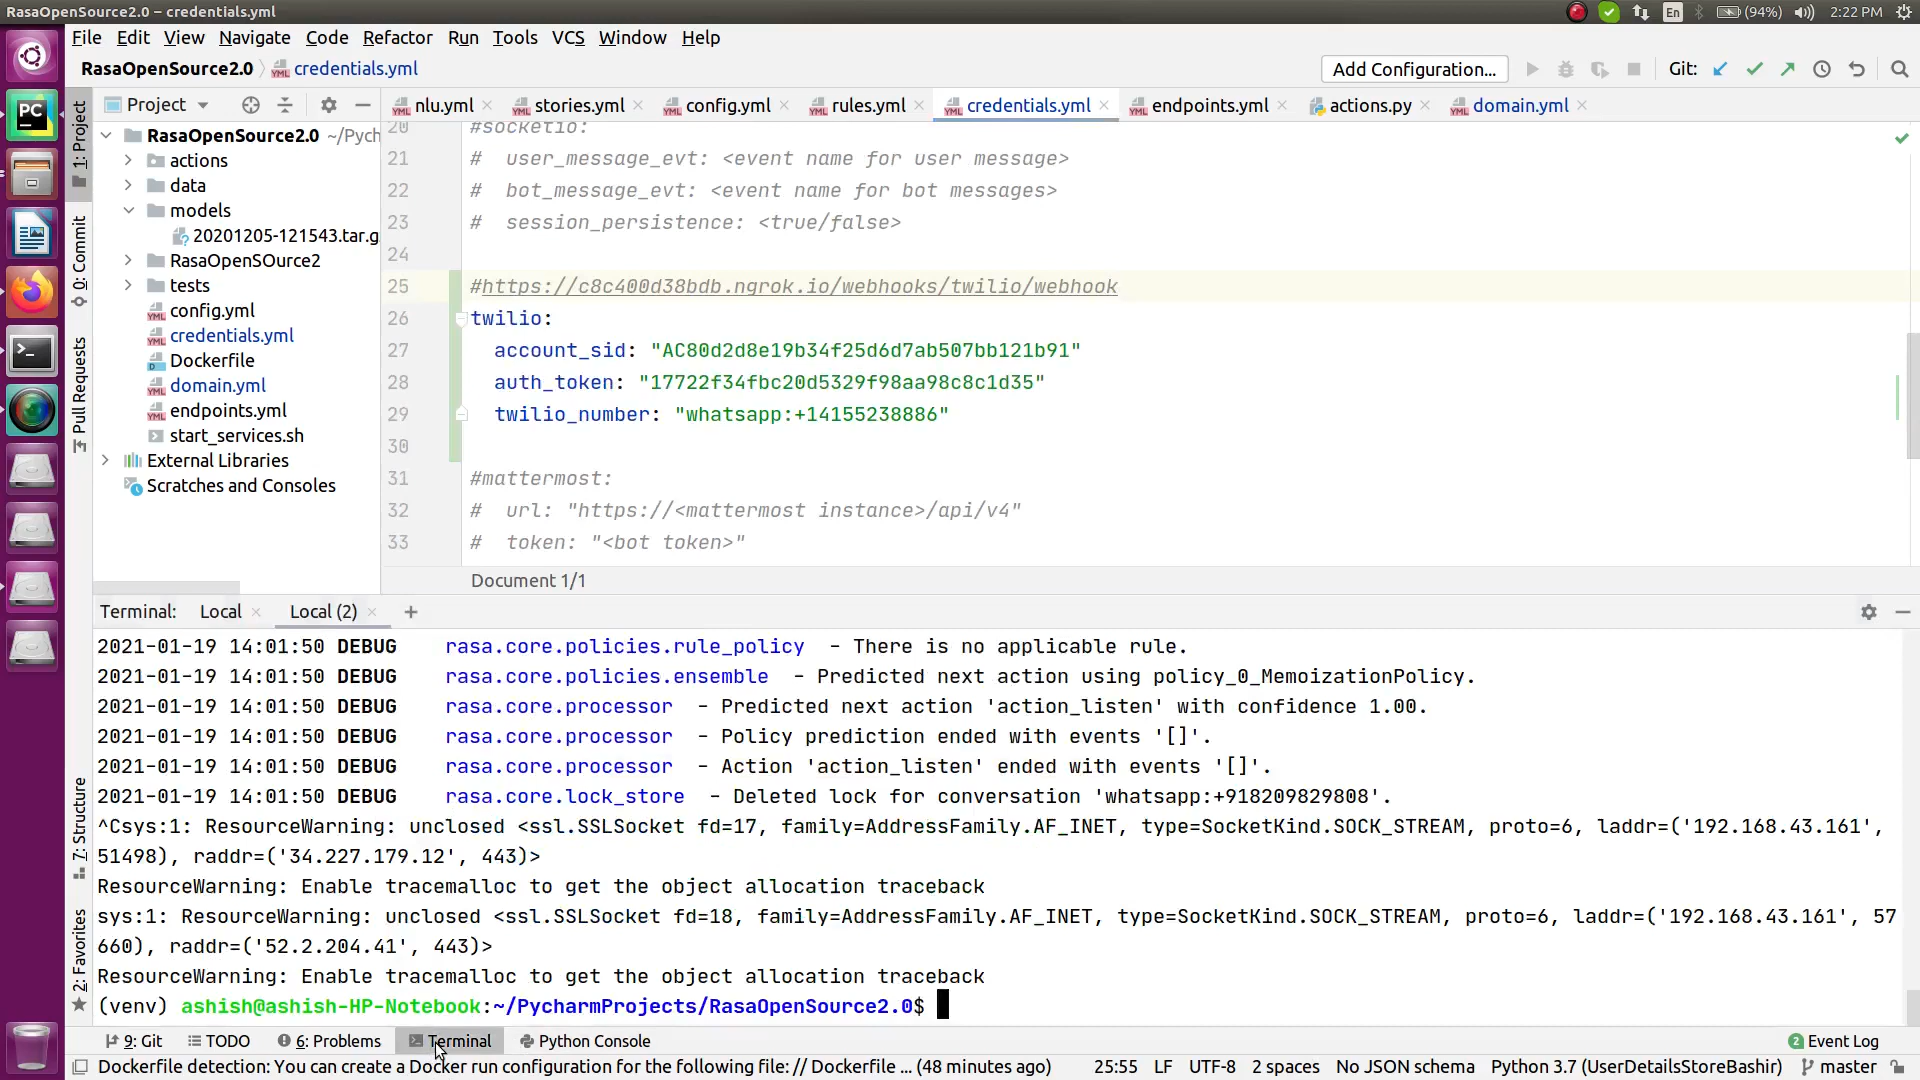 RasaOpenSource2.0 – credentials.yml
En
(94%)
2:22 PM
File Edit View Navigate Code Refactor Run Tools VCS Window Help
RasaOpenSource2.0 credentials.yml
Add Configuration...
Git:
Project
nlu.yml
stories.yml
config.yml
rules.yml
credentials.yml
endpoints.yml
actions.py
domain.yml
1: Project
0: Commit
Pull Requests
7: Structure
2: Favorites
RasaOpenSource2.0 ~/Pych
actions
data
models
20201205-121543.tar.g
RasaOpenSOurce2
tests
config.yml
credentials.yml
Dockerfile
domain.yml
endpoints.yml
start_services.sh
External Libraries
Scratches and Consoles
20 #socketio:
21 #  user_message_evt: <event name for user message>
22 #  bot_message_evt: <event name for bot messages>
23 #  session_persistence: <true/false>
24
25 #https://c8c400d38bdb.ngrok.io/webhooks/twilio/webhook
26 twilio:
27   account_sid: "AC80d2d8e19b34f25d6d7ab507bb121b91"
28   auth_token: "17722f34fbc20d5329f98aa98c8c1d35"
29   twilio_number: "whatsapp:+14155238886"
30
31 #mattermost:
32 #  url: "https://<mattermost instance>/api/v4"
33 #  token: "<bot token>"
Document 1/1
Terminal: Local Local (2) +
2021-01-19 14:01:50 DEBUG    rasa.core.policies.rule_policy  - There is no applicable rule.
2021-01-19 14:01:50 DEBUG    rasa.core.policies.ensemble  - Predicted next action using policy_0_MemoizationPolicy.
2021-01-19 14:01:50 DEBUG    rasa.core.processor  - Predicted next action 'action_listen' with confidence 1.00.
2021-01-19 14:01:50 DEBUG    rasa.core.processor  - Policy prediction ended with events '[]'.
2021-01-19 14:01:50 DEBUG    rasa.core.processor  - Action 'action_listen' ended with events '[]'.
2021-01-19 14:01:50 DEBUG    rasa.core.lock_store  - Deleted lock for conversation 'whatsapp:+918209829808'.
^Csys:1: ResourceWarning: unclosed <ssl.SSLSocket fd=17, family=AddressFamily.AF_INET, type=SocketKind.SOCK_STREAM, proto=6, laddr=('192.168.43.161',
51498), raddr=('34.227.179.12', 443)>
ResourceWarning: Enable tracemalloc to get the object allocation traceback
sys:1: ResourceWarning: unclosed <ssl.SSLSocket fd=18, family=AddressFamily.AF_INET, type=SocketKind.SOCK_STREAM, proto=6, laddr=('192.168.43.161', 57
660), raddr=('52.2.204.41', 443)>
ResourceWarning: Enable tracemalloc to get the object allocation traceback
(venv) ashish@ashish-HP-Notebook:~/PycharmProjects/RasaOpenSource2.0$
9: Git TODO 6: Problems Terminal Python Console 2 Event Log
Dockerfile detection: You can create a Docker run configuration for the following file: // Dockerfile ... (48 minutes ago) 25:55 LF UTF-8 2 spaces No JSON schema Python 3.7 (UserDetailsStoreBashir) master